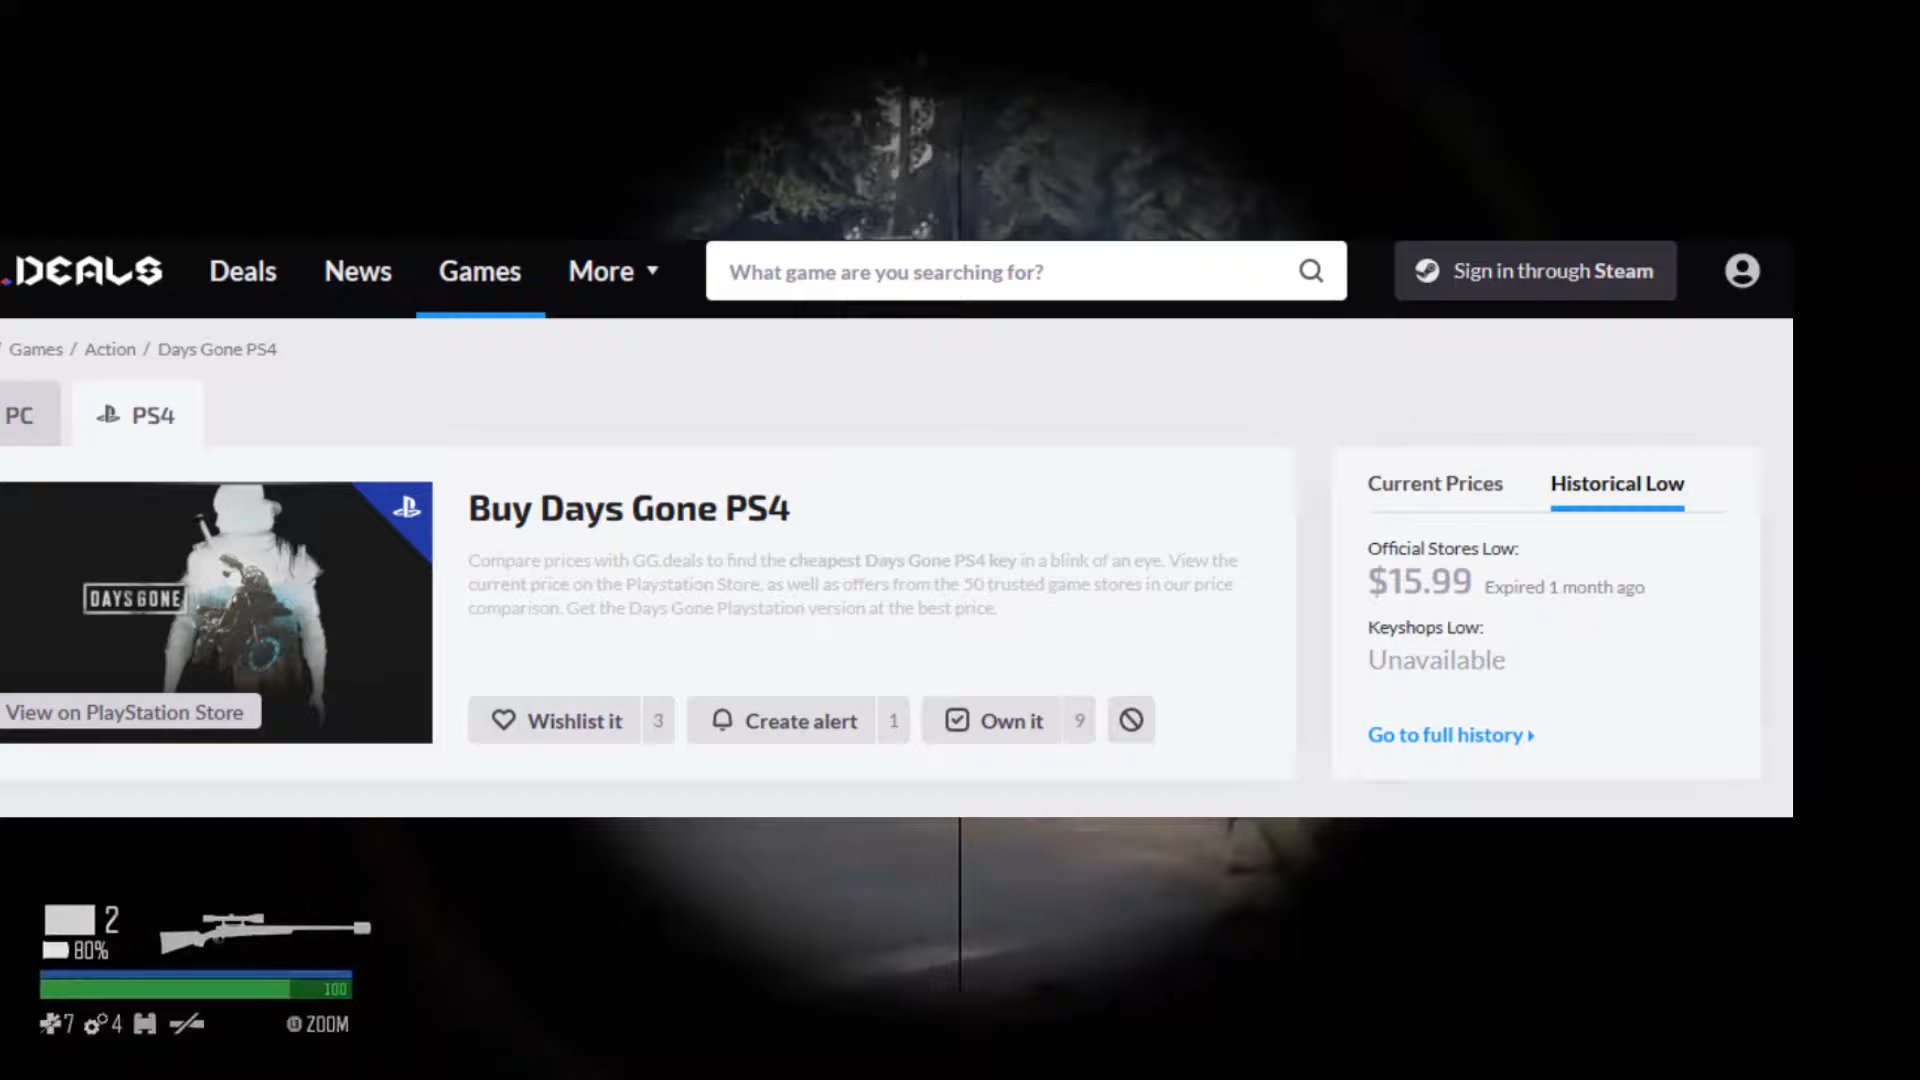 .DEALS Deals News Games More What game are you searching for? Sign in through Steam
/ Games / Action / Days Gone PS4
PC PS4
Buy Days Gone PS4
Compare prices with GG.deals to find the cheapest Days Gone PS4 key in a blink of an eye. View the
current price on the Playstation Store, as well as offers from the 50 trusted game stores in our price
comparison. Get the Days Gone Playstation version at the best price.
DAYS GONE
View on PlayStation Store
Wishlist it 3 Create alert 1 Own it 9
Current Prices Historical Low
Official Stores Low:
$15.99 Expired 1 month ago
Keyshops Low:
Unavailable
Go to full history
2
80%
100
7 4 ZOOM